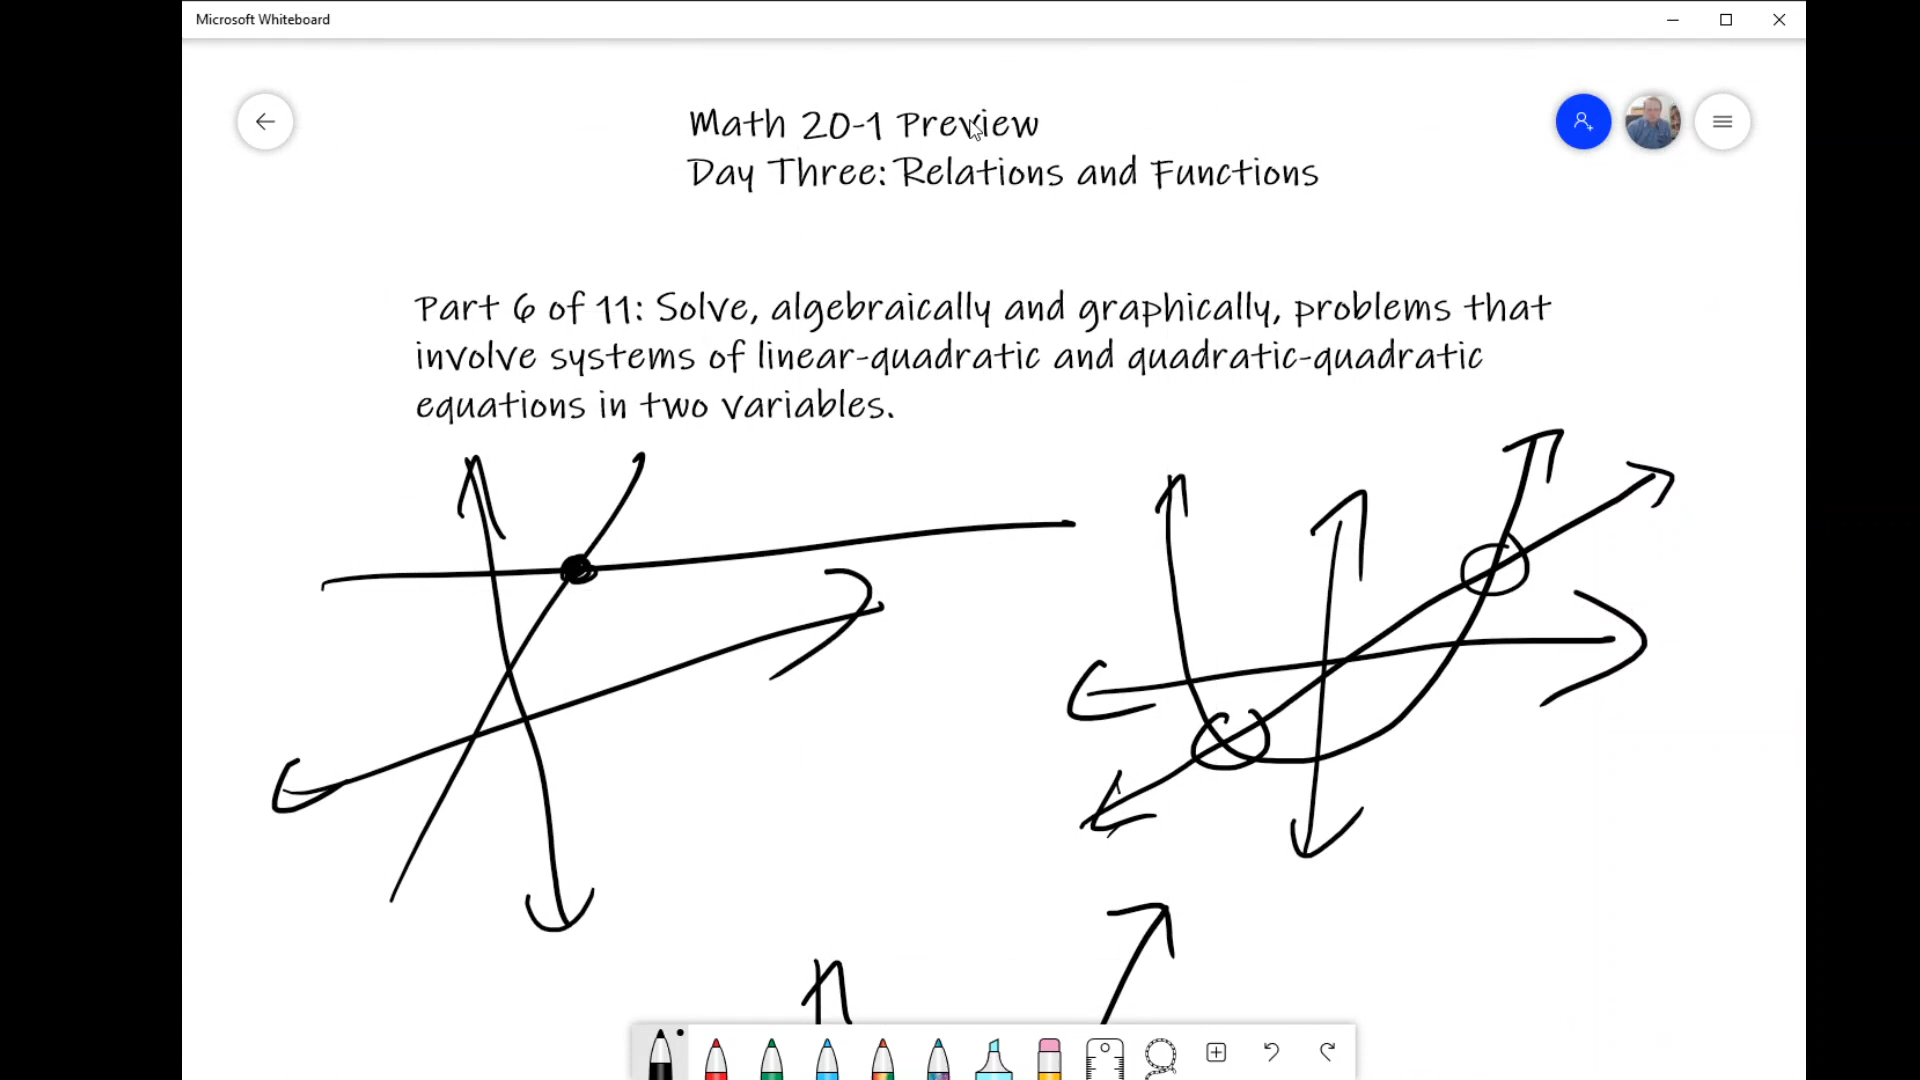 Microsoft Whiteboard
Math 20-1 Preview
Day Three: Relations and Functions
Part 6 of 11: Solve, algebraically and graphically, problems that
involve systems of linear-quadratic and quadratic-quadratic
equations in two variables.